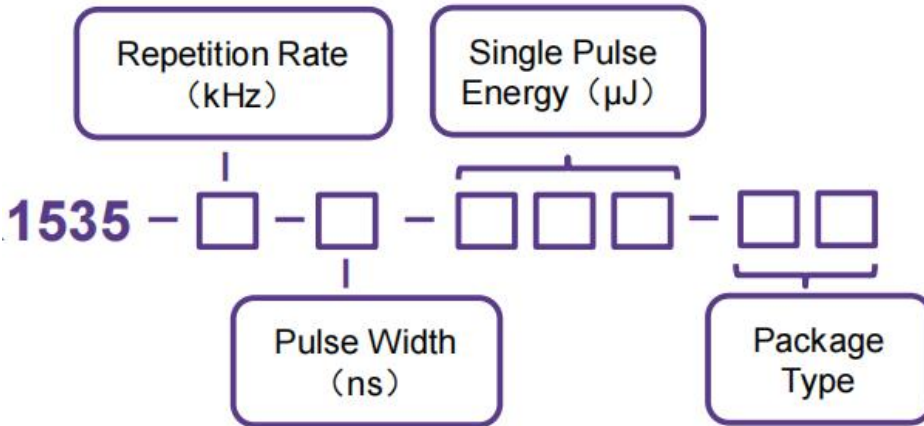 Repetition Rate
（kHz）
Single Pulse
Energy（µJ）
1535 – □ – □ – □□□ – □□
Pulse Width
（ns）
Package
Type